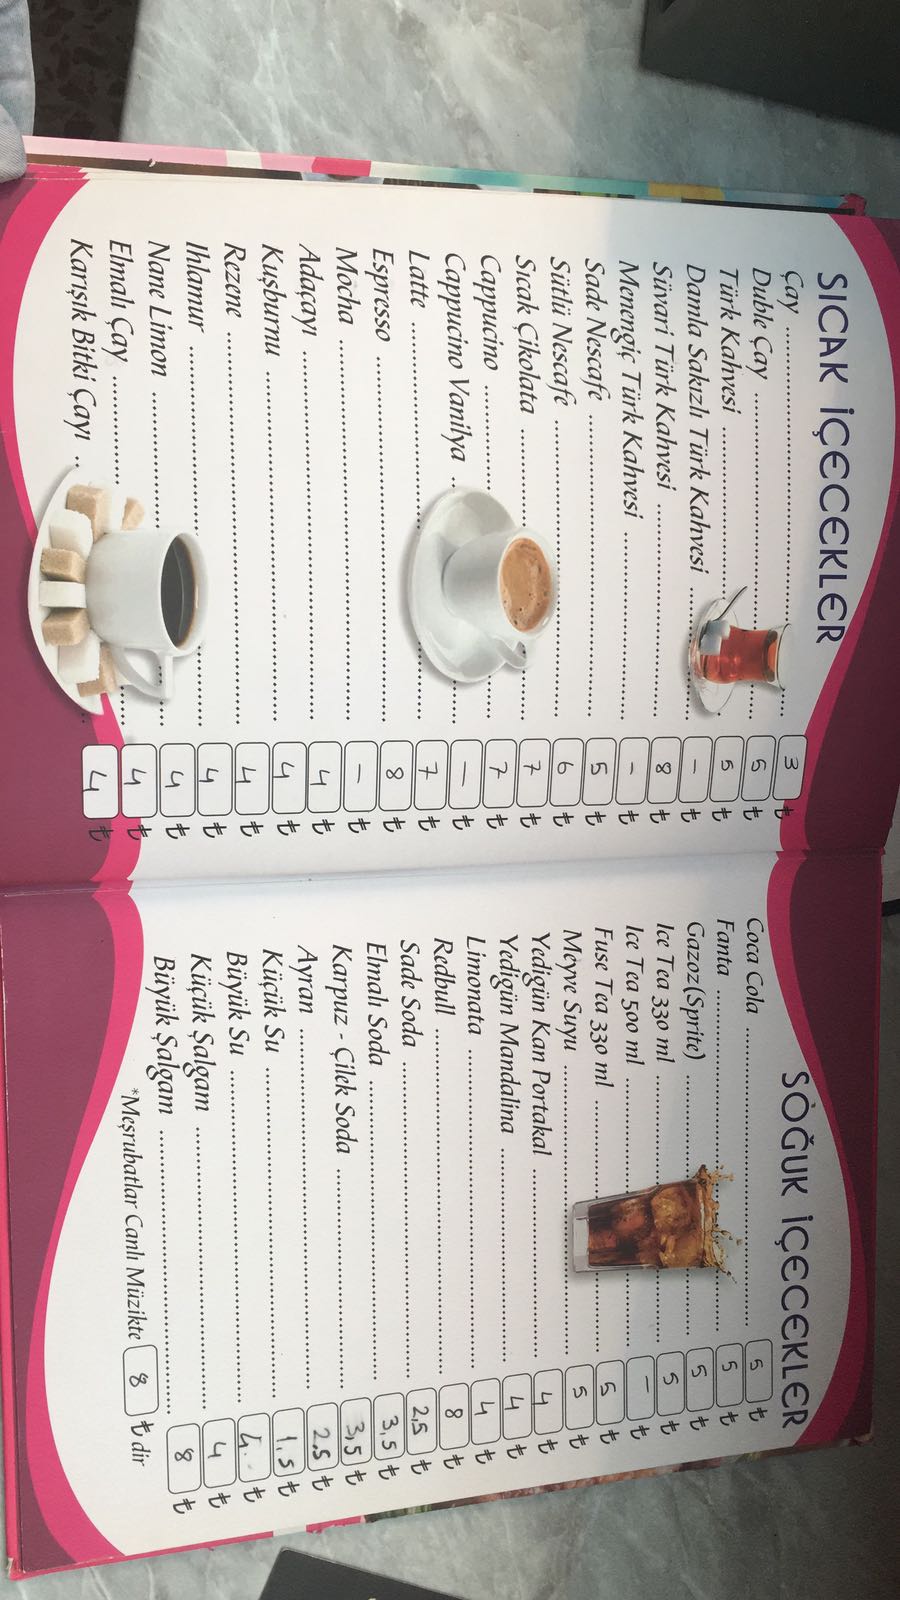 SICAK İÇECEKLER
Çay 3 ₺
Duble Çay 5 ₺
Türk Kahvesi 5 ₺
Damla Sakızlı Türk Kahvesi — ₺
Süvari Türk Kahvesi 8 ₺
Menengiç Türk Kahvesi - ₺
Sade Nescafe 5 ₺
Sütlü Nescafe 6 ₺
Sıcak Çikolata 7 ₺
Cappucino 7 ₺
Cappucino Vanilya — ₺
Latte 7 ₺
Espresso 8 ₺
Mocha — ₺
Adaçayı 4 ₺
Kuşburnu 4 ₺
Rezene 4 ₺
Ihlamur 4 ₺
Nane Limon 4 ₺
Elmalı Çay 4 ₺
Karışık Bitki Çayı 4 ₺
SOĞUK İÇECEKLER
Coca Cola 5 ₺
Fanta 5 ₺
Gazoz(Sprite) 5 ₺
Ice Tea 330 ml 5 ₺
Ice Tea 500 ml — ₺
Fuse Tea 330 ml 5 ₺
Meyve Suyu 5 ₺
Yedigün Kan Portakal 4 ₺
Yedigün Mandalina 4 ₺
Limonata 4 ₺
Redbull 8 ₺
Sade Soda 2,5 ₺
Elmalı Soda 3,5 ₺
Karpuz - Çilek Soda 3,5 ₺
Ayran 2.5 ₺
Küçük Su 1.5 ₺
Büyük Su 4 ₺
Küçük Şalgam 4 ₺
Büyük Şalgam 8 ₺
*Meşrubatlar Canlı Müzikte 8 ₺ dir